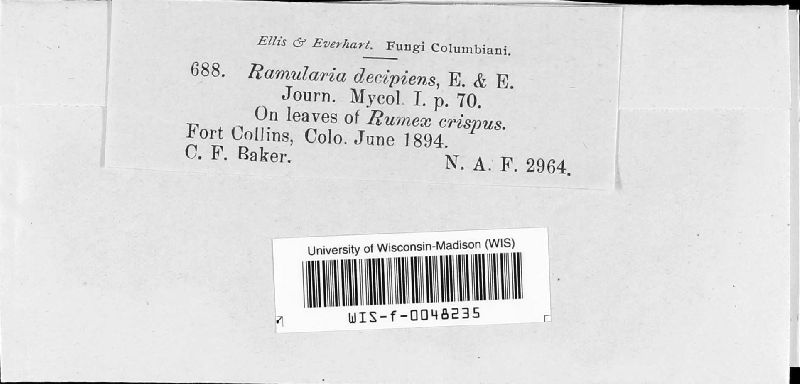 Ellis & Everhart. Fungi Columbiani.
688. Ramularia decipiens, E. & E.
Journ. Mycol. I. p. 70.
On leaves of Rumex crispus.
Fort Collins, Colo. June 1894.
C. F. Baker. N. A. F. 2964.
University of Wisconsin-Madison (WIS)
WIS-f-0048235